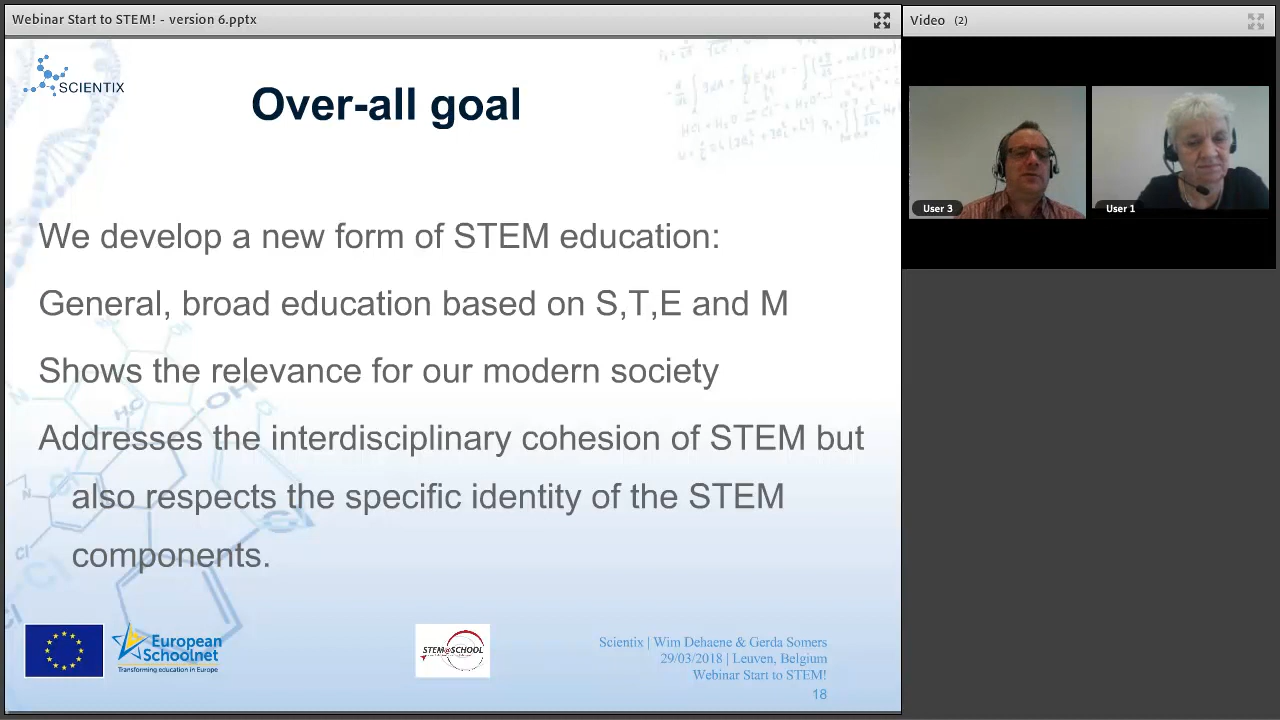 Webinar Start to STEM! - version 6.pptx
Video (2)
SCIENTIX
Over-all goal
User 3
User 1
We develop a new form of STEM education:
General, broad education based on S,T,E and M
Shows the relevance for our modern society
Addresses the interdisciplinary cohesion of STEM but
also respects the specific identity of the STEM
components.
European
Schoolnet
Transforming education in Europe
STEM@SCHOOL
Scientix | Wim Dehaene & Gerda Somers
29/03/2018 | Leuven, Belgium
Webinar Start to STEM!
18